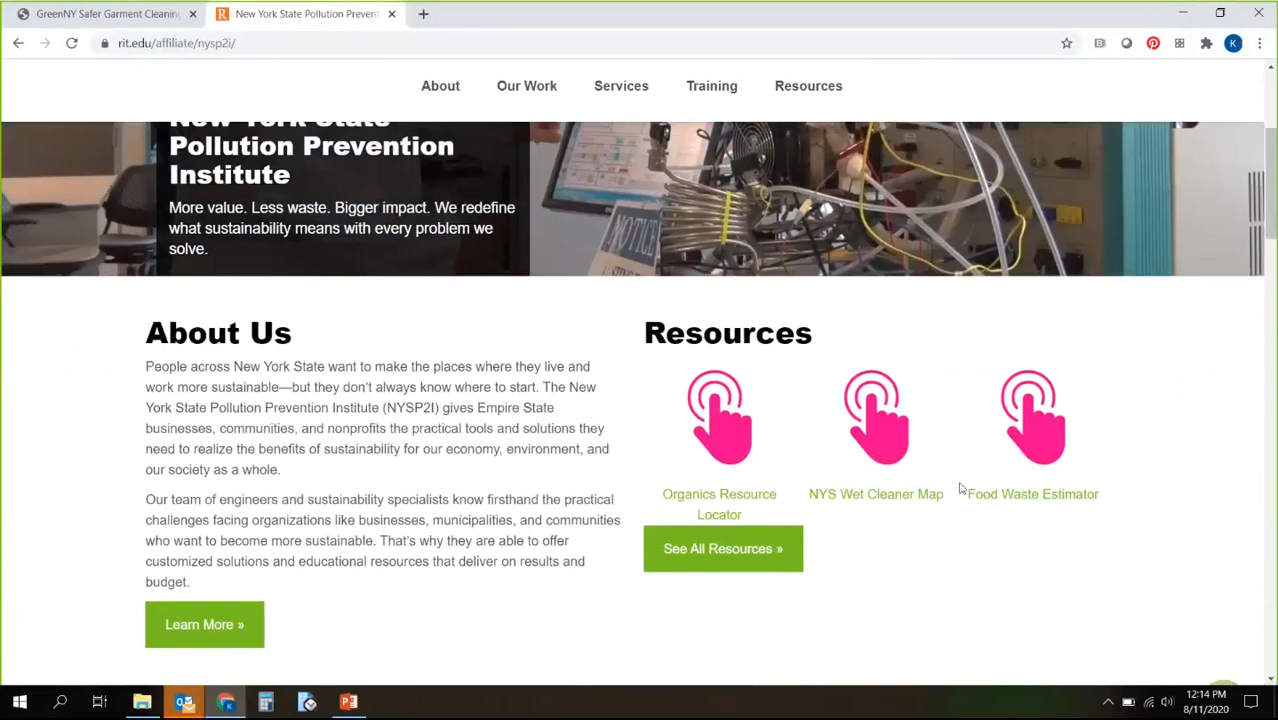 GreenNY Safer Garment Cleaning
New York State Pollution Prevent
rit.edu/affiliate/nysp2i/
K
About Our Work Services Training Resources
New York State
Pollution Prevention
Institute
More value. Less waste. Bigger impact. We redefine
what sustainability means with every problem we
solve.
NOTICE
About Us
People across New York State want to make the places where they live and
work more sustainable—but they don't always know where to start. The New
York State Pollution Prevention Institute (NYSP2I) gives Empire State
businesses, communities, and nonprofits the practical tools and solutions they
need to realize the benefits of sustainability for our economy, environment, and
our society as a whole.
Our team of engineers and sustainability specialists know firsthand the practical
challenges facing organizations like businesses, municipalities, and communities
who want to become more sustainable. That's why they are able to offer
customized solutions and educational resources that deliver on results and
budget.
Learn More »
Resources
Organics Resource
Locator
NYS Wet Cleaner Map
Food Waste Estimator
See All Resources »
12:14 PM
8/11/2020